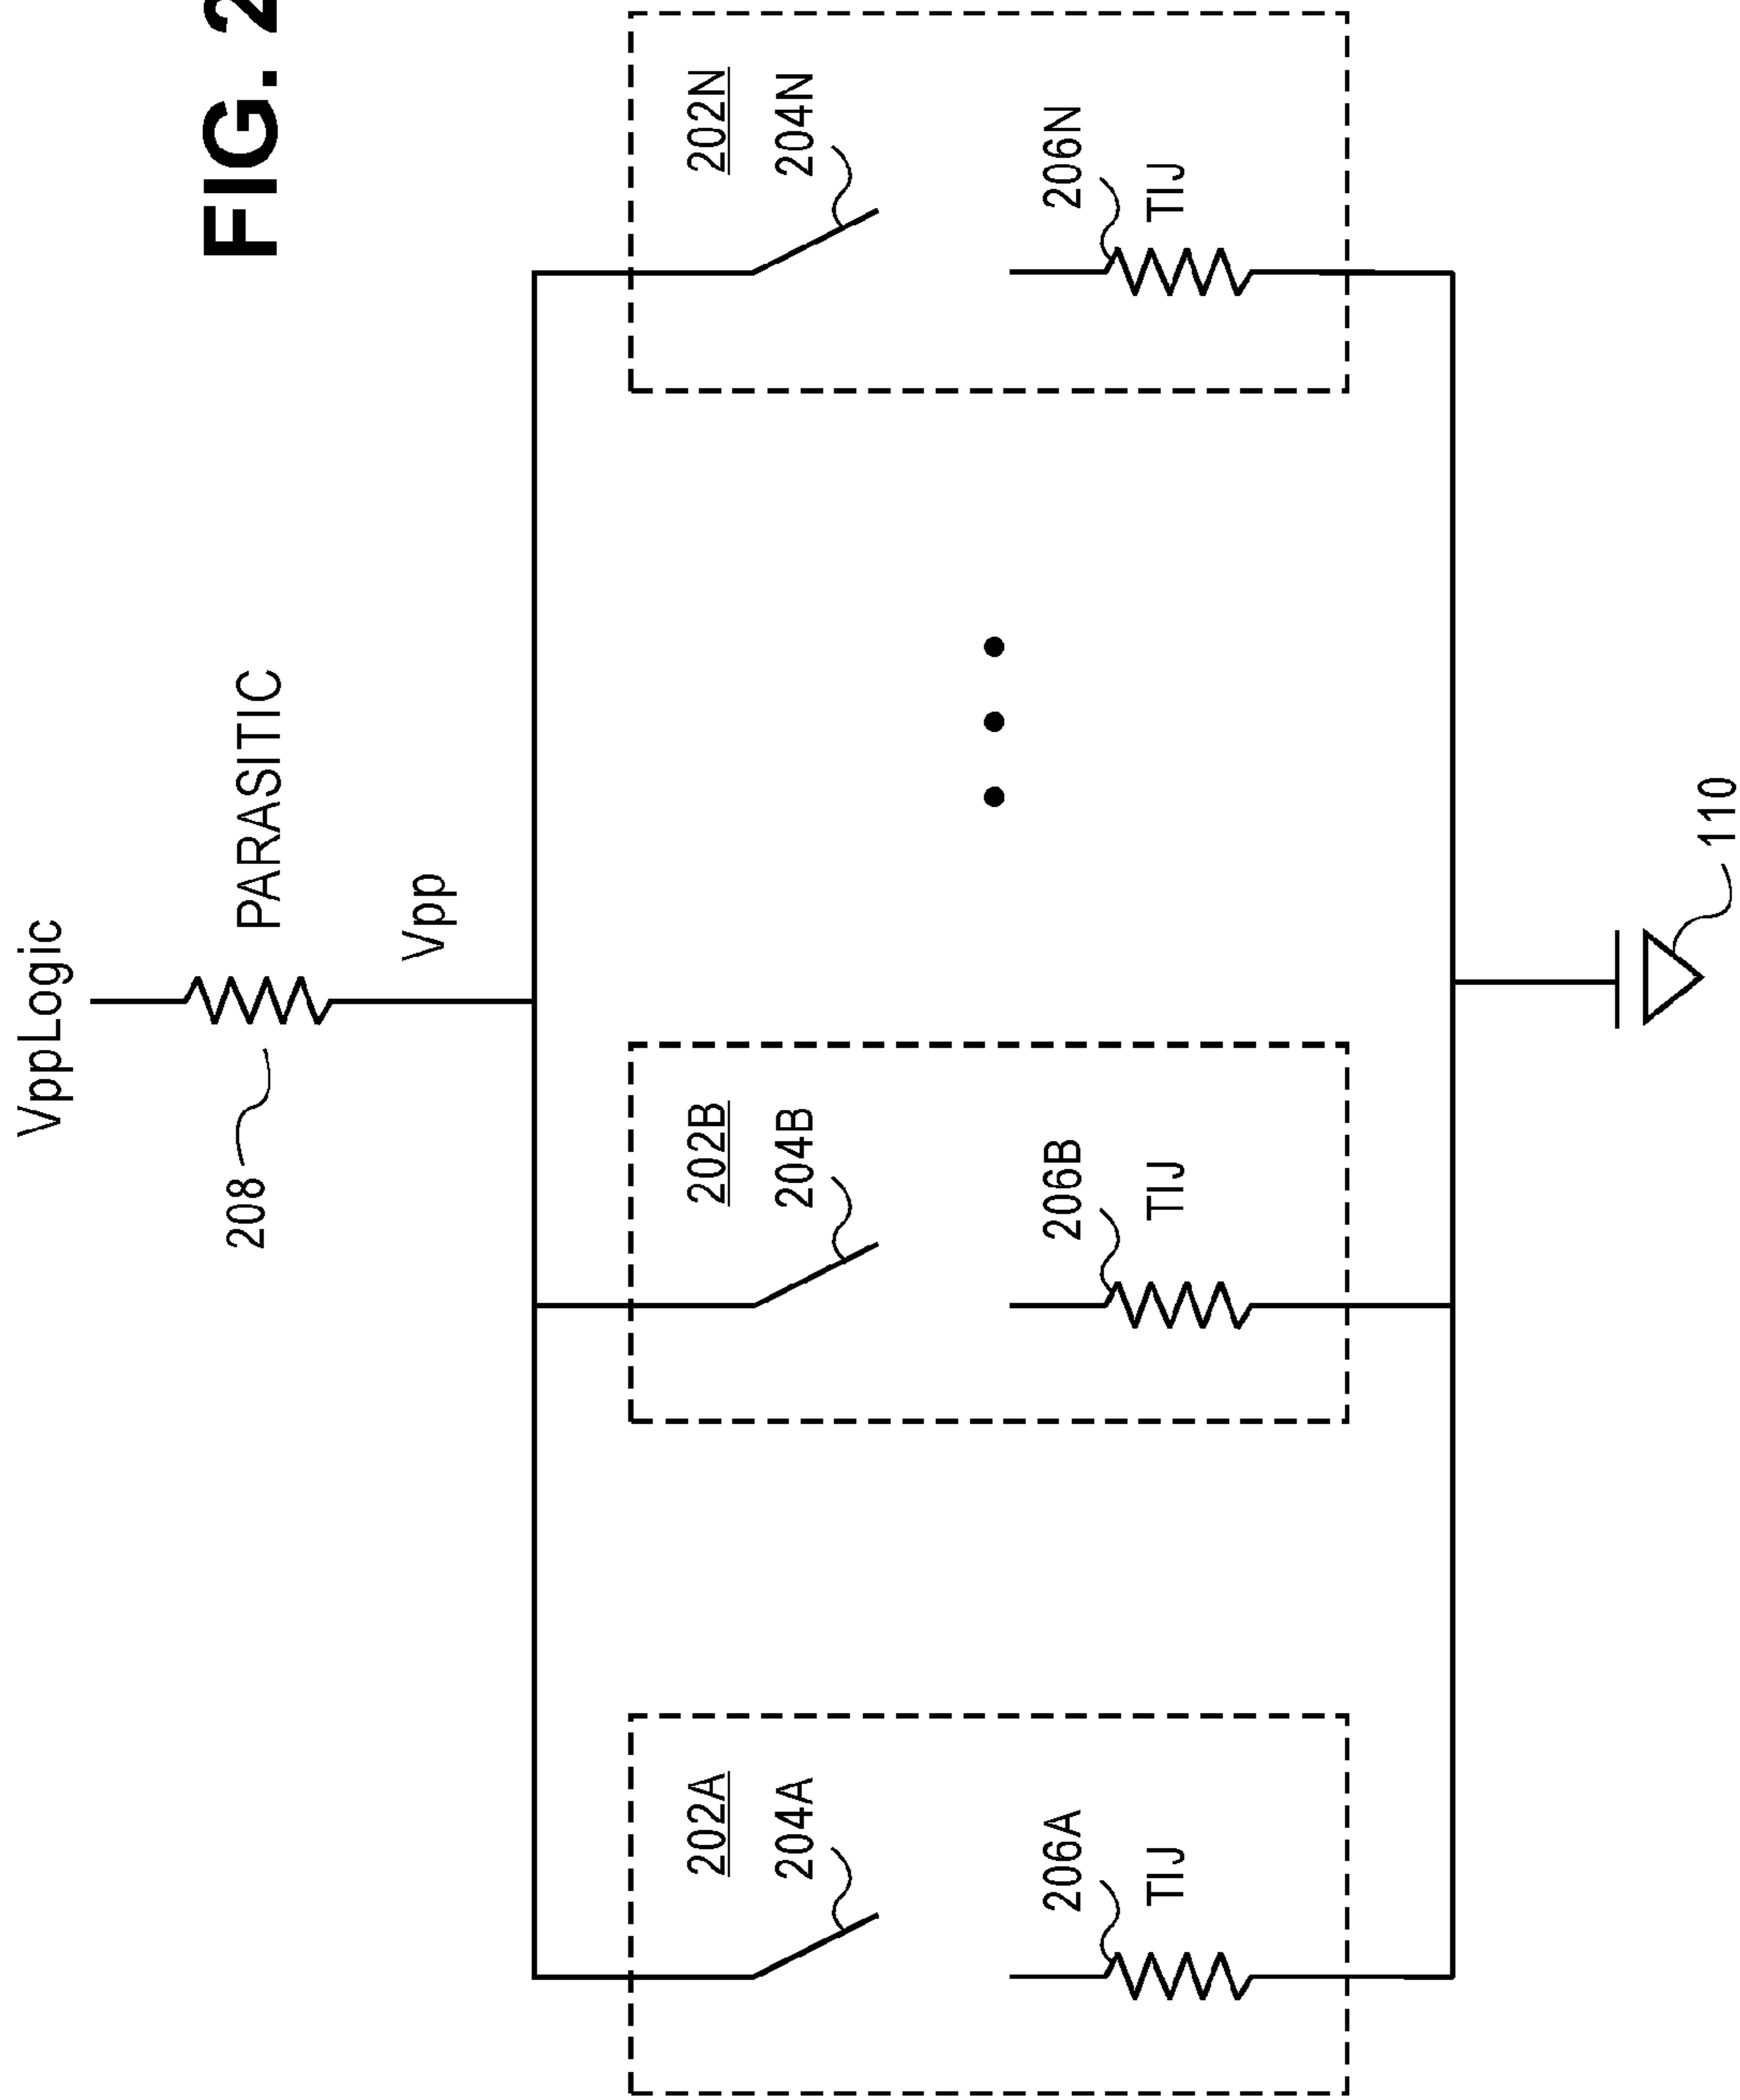 FIG. 2
VppLogic
208
PARASITIC
Vpp
202A
204A
206A
TIJ
202B
204B
206B
TIJ
202N
204N
206N
TIJ
110